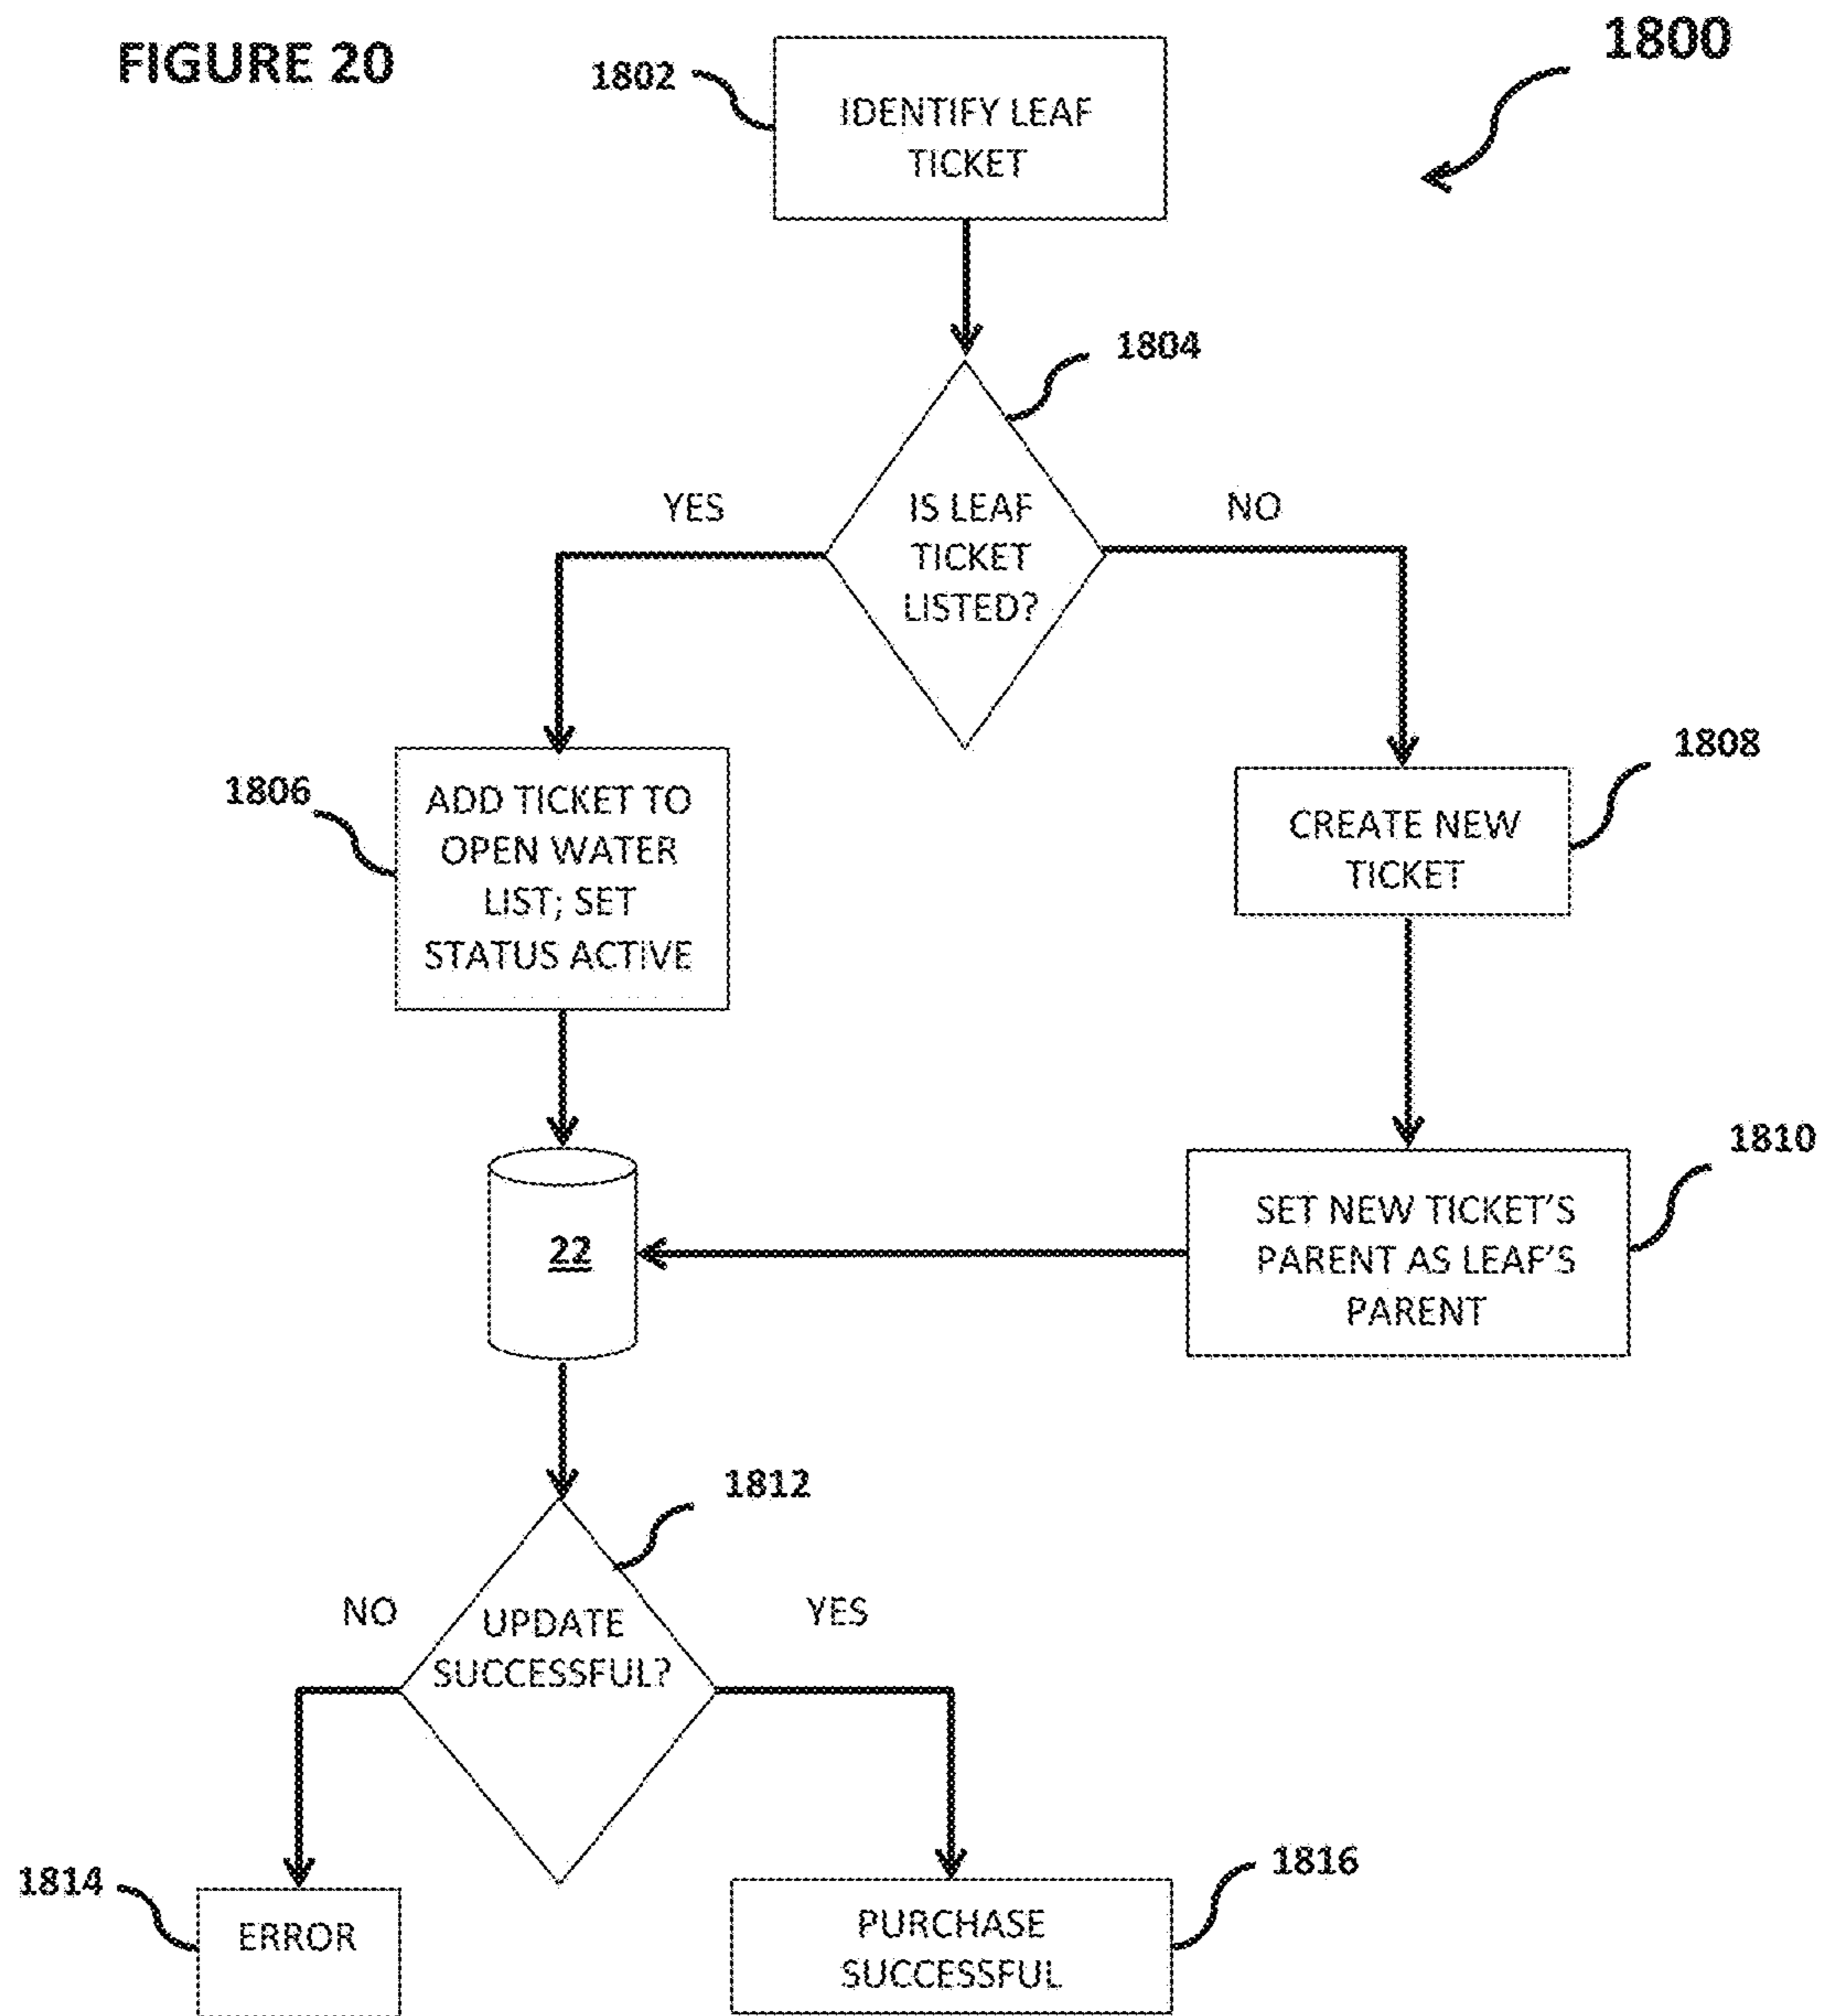 FIGURE 20
1800
1802
IDENTIFY LEAF
TICKET
1804
YES
IS LEAF
TICKET
LISTED?
NO
1806
ADD TICKET TO
OPEN WATER
LIST; SET
STATUS ACTIVE
1808
CREATE NEW
TICKET
22
1810
SET NEW TICKET'S
PARENT AS LEAF'S
PARENT
1812
NO
UPDATE
SUCCESSFUL?
YES
1814
ERROR
1816
PURCHASE
SUCCESSFUL